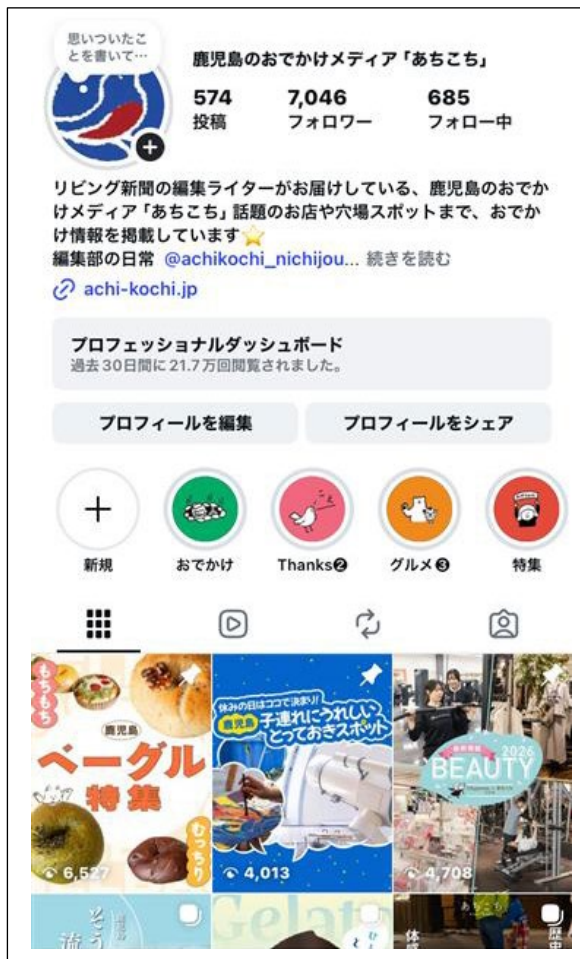 思いついたこ
とを書いて…
鹿児島のおでかけメディア「あちこち」
574 7,046 685
投稿 フォロワー フォロー中
リビング新聞の編集ライターがお届けしている、鹿児島のおでか
けメディア「あちこち」話題のお店や穴場スポットまで、おでか
け情報を掲載しています⭐
編集部の日常 @achikochi_nichijou... 続きを読む
achi-kochi.jp
プロフェッショナルダッシュボード
過去30日間に21.7万回閲覧されました。
プロフィールを編集 プロフィールをシェア
新規 おでかけ Thanks❷ グルメ❸ 特集
もちもち
鹿児島
ベーグル
特集
むっちり
6,527
休みの日はココで決まり!
鹿児島 子連れにうれしい
とっておきスポット
4,013
2026
BEAUTY
4,708
そう
流
Gelato
あちこち
体感
歴史